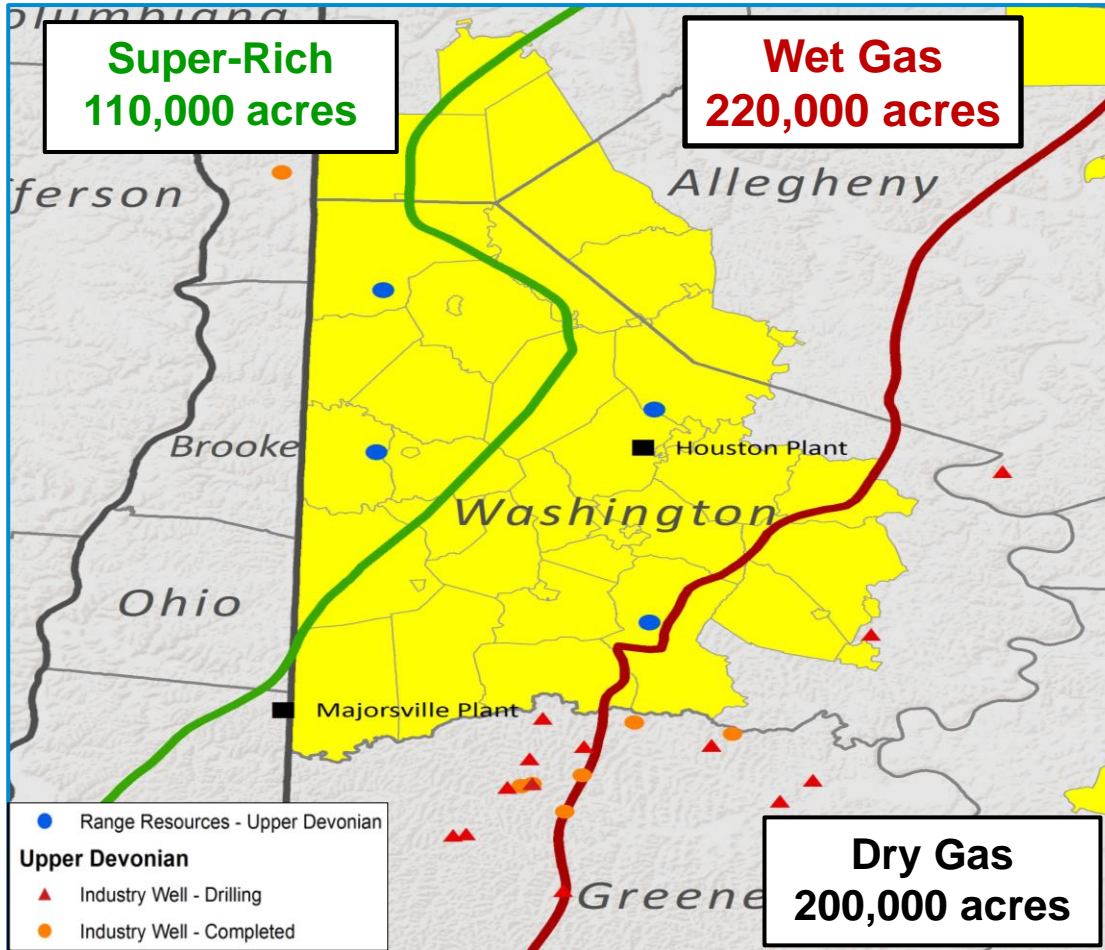 olumbiana
Super-Rich
110,000 acres
Wet Gas
220,000 acres
fferson
Allegheny
Brooke
Houston Plant
Washington
Ohio
Majorsville Plant
Range Resources - Upper Devonian
Upper Devonian
Industry Well - Drilling
Industry Well - Completed
Greene
Dry Gas
200,000 acres